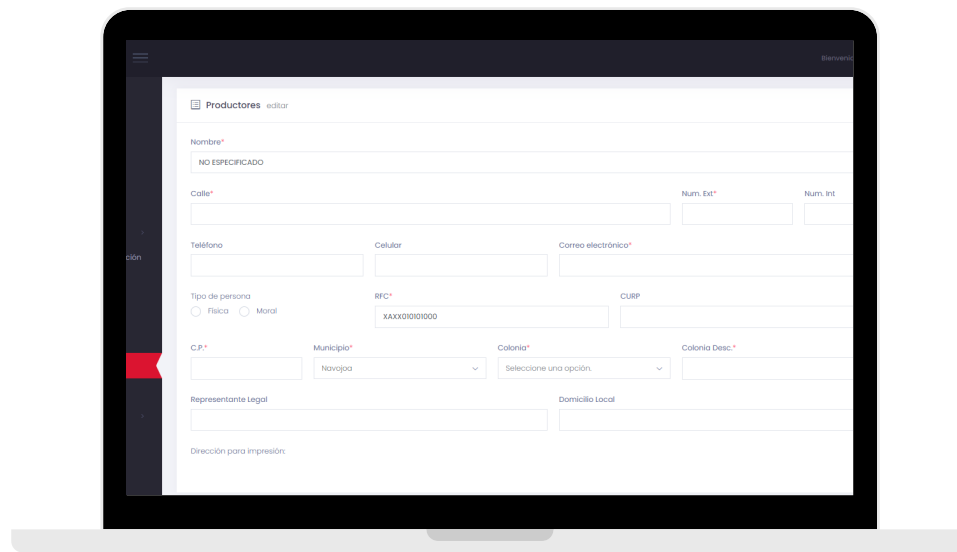 Bienveni
Productores editar
Nombre*
NO ESPECIFICADO
Calle* Num. Ext* Num. Int
ción
Teléfono Celular Correo electrónico*
Tipo de persona RFC* CURP
Física Moral XAXX010101000
C.P.* Municipio* Colonia* Colonia Desc.*
Navojoa Seleccione una opción.
Representante Legal Domicilio Local
Dirección para impresión: